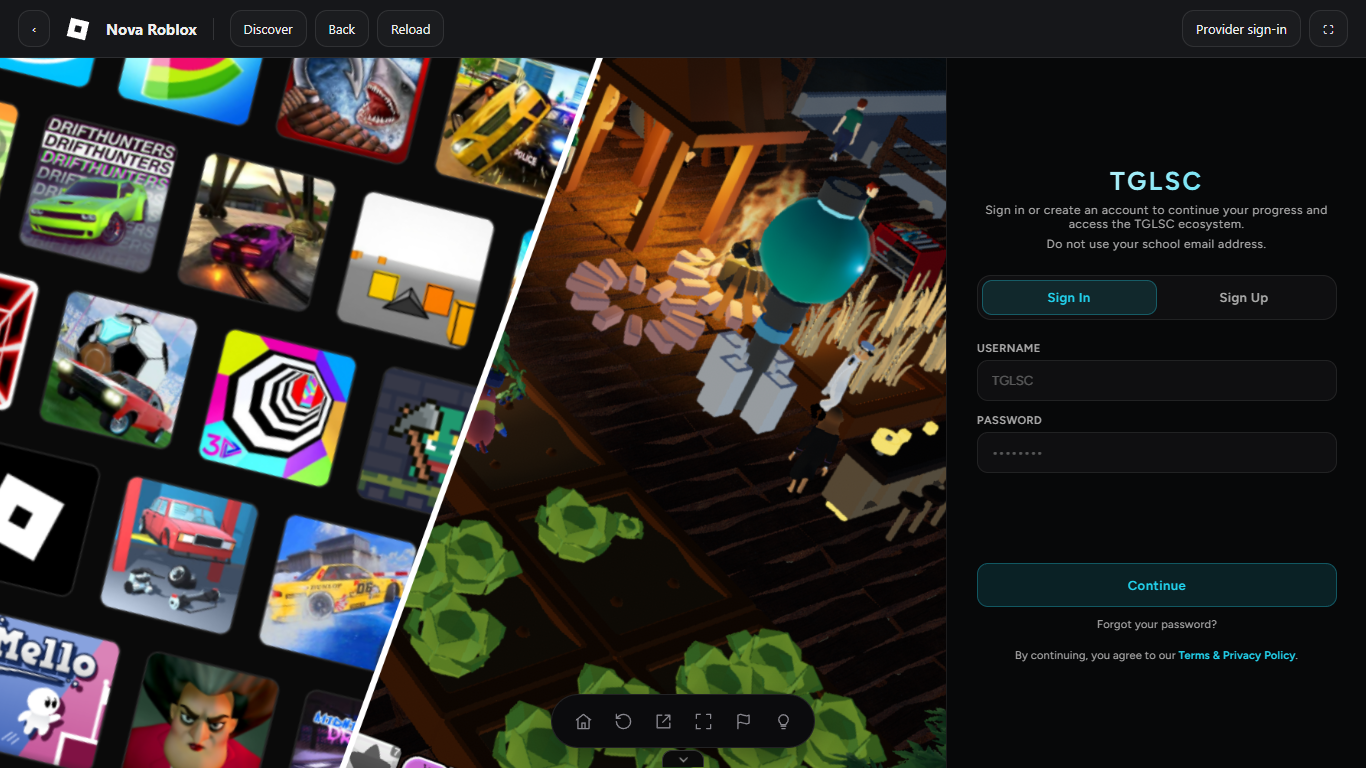 ‹
Nova Roblox
Discover
Back
Reload
Provider sign-in
DRIFTHUNTERS
DRIFTHUNTERS
DRIFTHUNTERS
POLICE
3D
06
Mello
TGLSC
Sign in or create an account to continue your progress and
access the TGLSC ecosystem.
Do not use your school email address.
Sign In
Sign Up
USERNAME
TGLSC
PASSWORD
••••••••
Continue
Forgot your password?
By continuing, you agree to our Terms & Privacy Policy.